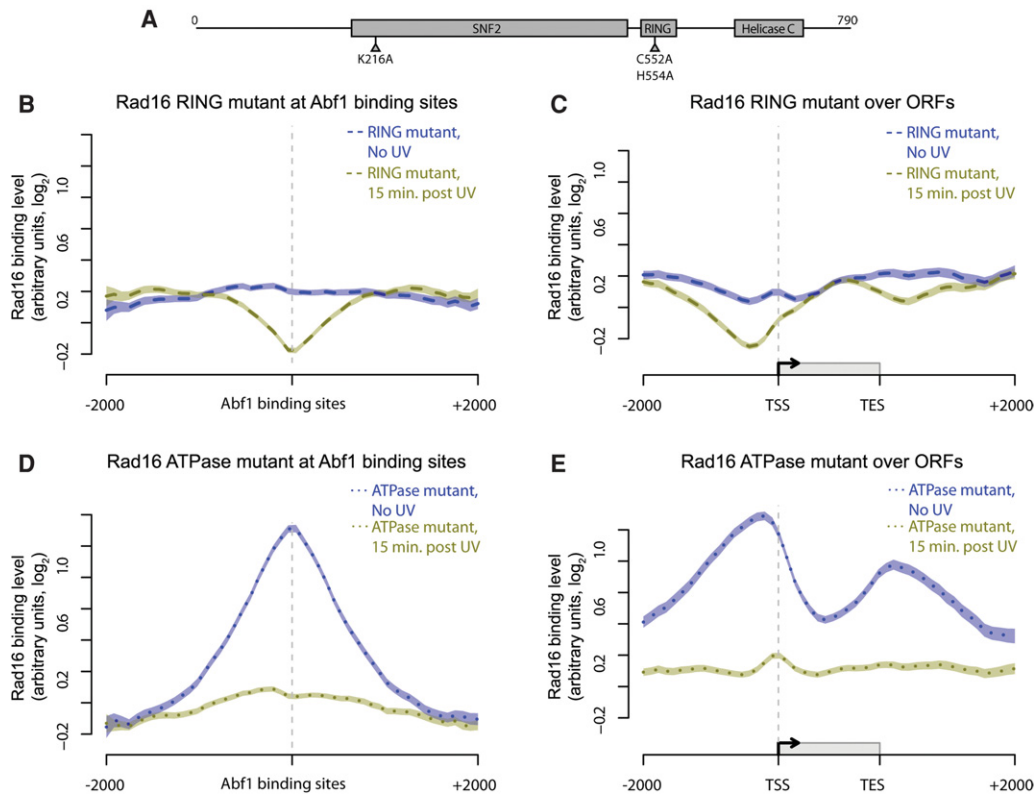 A
0
790
SNF2
RING
Helicase C
K216A
C552A
H554A
B
Rad16 RING mutant at Abf1 binding sites
RING mutant,
No UV
RING mutant,
15 min. post UV
Rad16 binding level
(arbitrary units, log2)
1.0
0.6
0.2
−0.2
-2000
Abf1 binding sites
+2000
C
Rad16 RING mutant over ORFs
RING mutant,
No UV
RING mutant,
15 min. post UV
Rad16 binding level
(arbitrary units, log2)
1.0
0.6
0.2
−0.2
-2000
TSS
TES
+2000
D
Rad16 ATPase mutant at Abf1 binding sites
ATPase mutant,
No UV
ATPase mutant,
15 min. post UV
Rad16 binding level
(arbitrary units, log2)
1.0
0.6
0.2
−0.2
-2000
Abf1 binding sites
+2000
E
Rad16 ATPase mutant over ORFs
ATPase mutant,
No UV
ATPase mutant,
15 min. post UV
Rad16 binding level
(arbitrary units, log2)
1.0
0.6
0.2
−0.2
-2000
TSS
TES
+2000